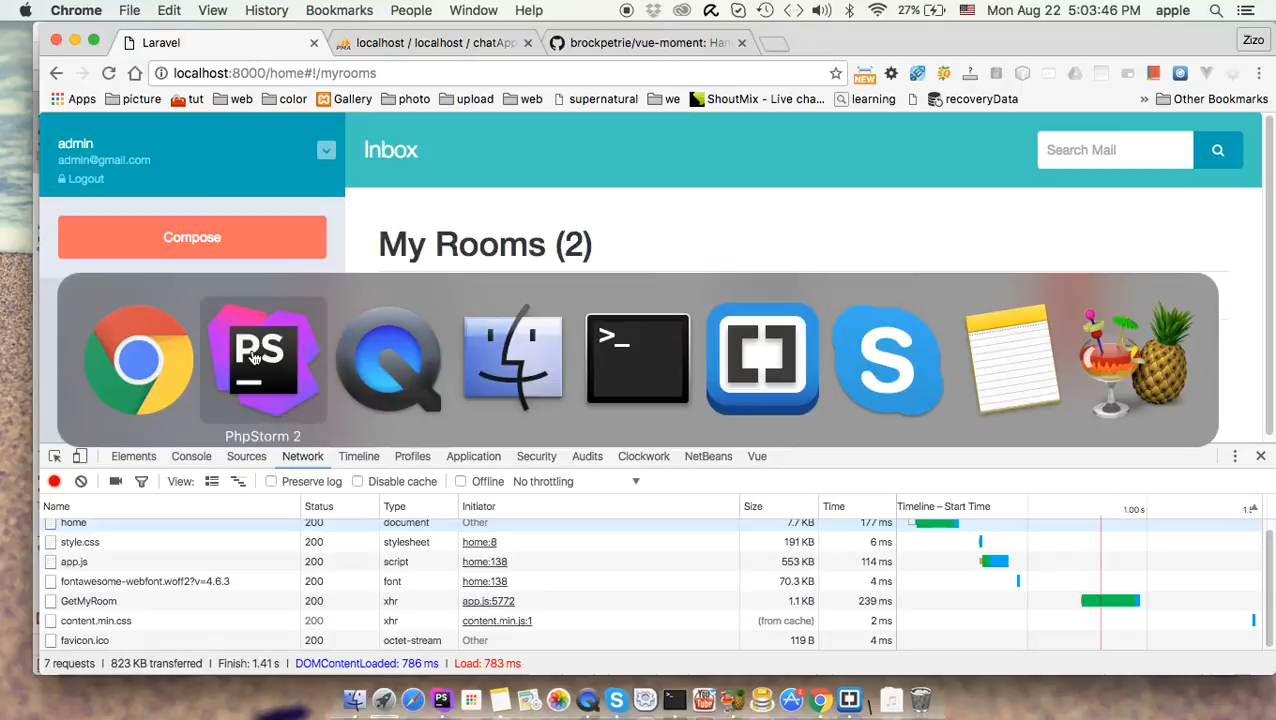 Chrome File Edit View History Bookmarks People Window Help 27% Mon Aug 22 5:03:46 PM apple
Laravel localhost / localhost / chatApp brockpetrie/vue-moment: Han Zizo
localhost:8000/home#!/myrooms NEW
Apps picture tut web color Gallery photo upload web supernatural we ShoutMix - Live cha... learning recoveryData » Other Bookmarks
admin
admin@gmail.com
Logout
Inbox
Search Mail
Compose
My Rooms (2)
PS
>_
S
PhpStorm 2
Elements Console Sources Network Timeline Profiles Application Security Audits Clockwork NetBeans Vue
View: Preserve log Disable cache Offline No throttling
Name Status Type Initiator Size Time Timeline – Start Time 1.00 s
home 200 document Other 7.7 KB 177 ms
style.css 200 stylesheet home:8 191 KB 6 ms
app.js 200 script home:138 553 KB 114 ms
fontawesome-webfont.woff2?v=4.6.3 200 font home:138 70.3 KB 4 ms
GetMyRoom 200 xhr app.js:5772 1.1 KB 239 ms
content.min.css 200 xhr content.min.js:1 (from cache) 2 ms
favicon.ico 200 octet-stream Other 119 B 4 ms
7 requests | 823 KB transferred | Finish: 1.41 s | DOMContentLoaded: 786 ms | Load: 783 ms